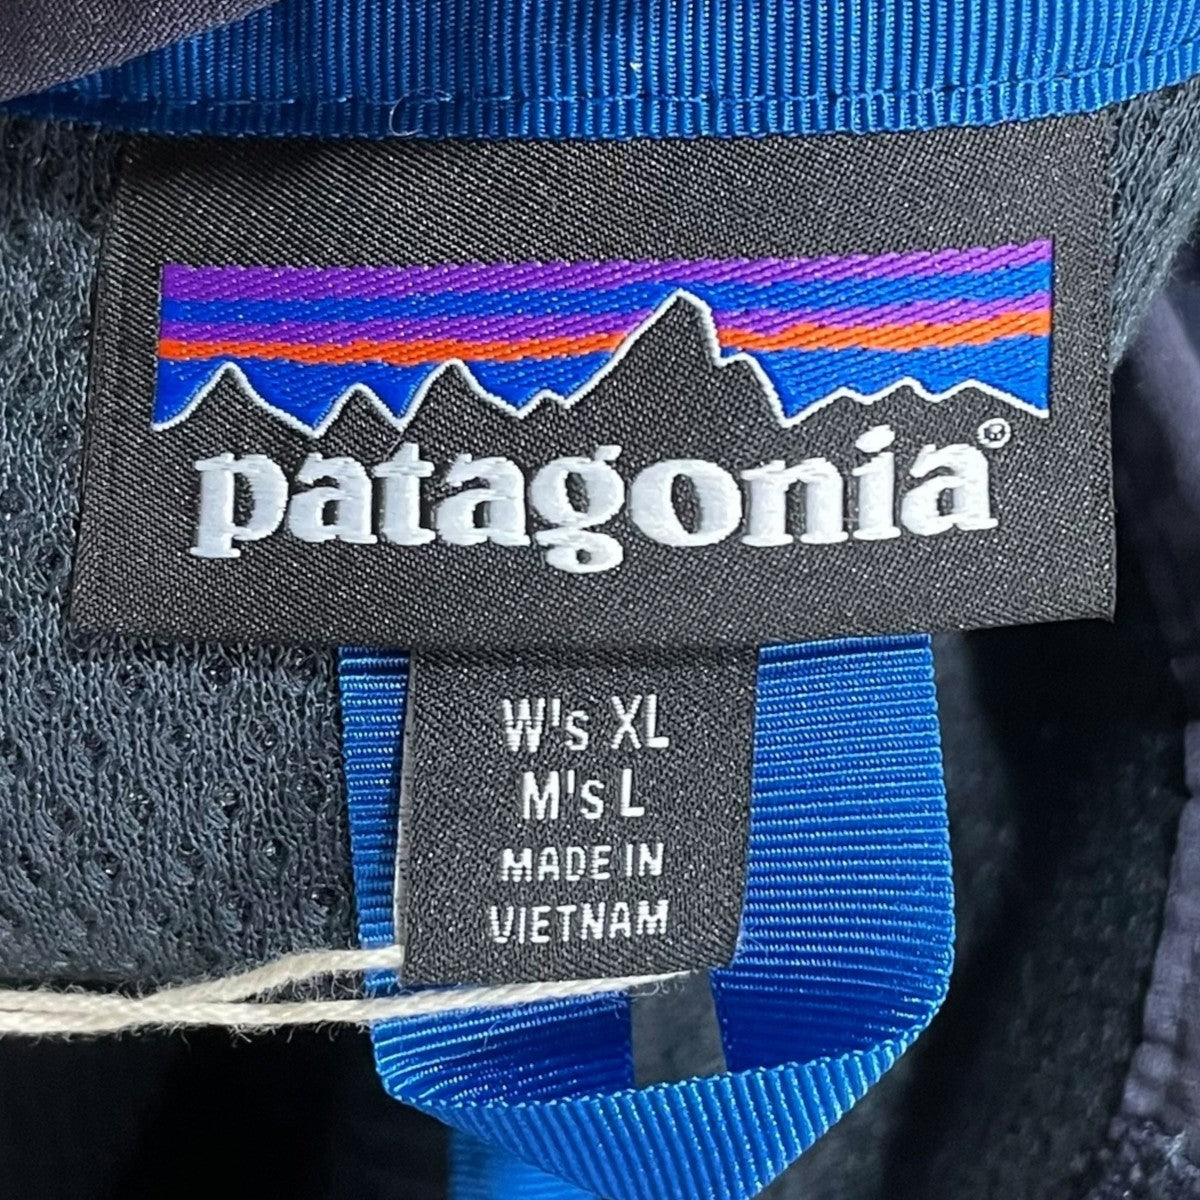 patagonia®
W's XL
M's L
MADE IN
VIETNAM